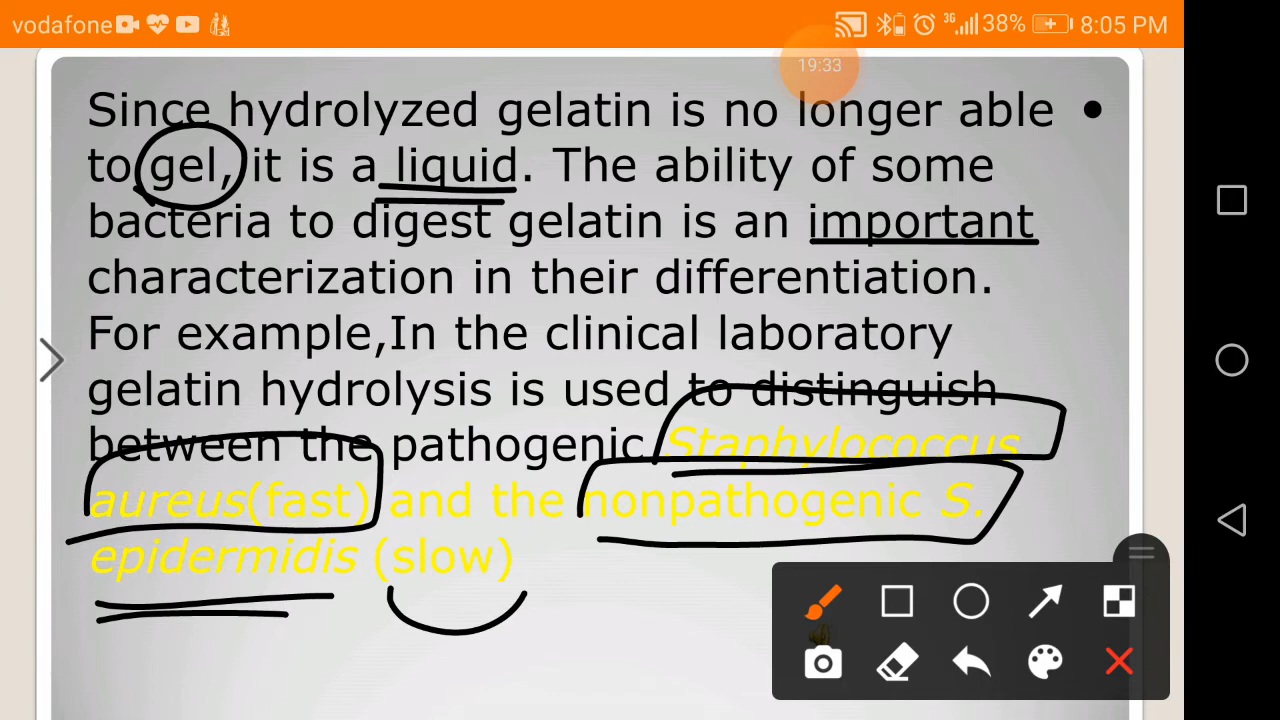 vodafone 3G 38% 8:05 PM
19:33
Since hydrolyzed gelatin is no longer able •
to gel, it is a liquid. The ability of some
bacteria to digest gelatin is an important
characterization in their differentiation.
For example,In the clinical laboratory
gelatin hydrolysis is used to distinguish
between the pathogenic Staphylococcus
aureus(fast) and the nonpathogenic S.
epidermidis (slow)